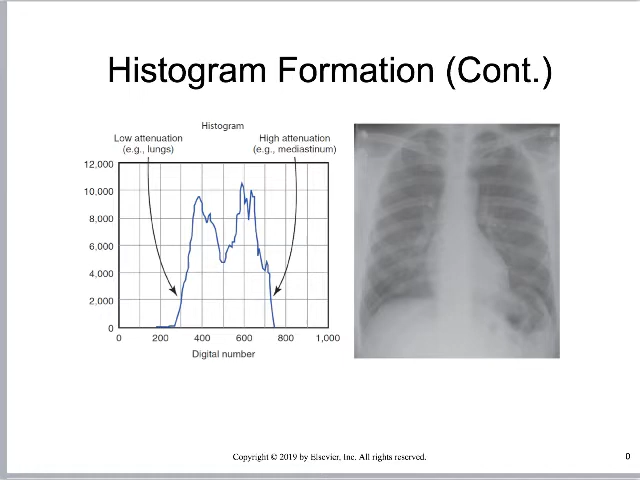 Histogram Formation (Cont.)
Histogram
Low attenuation
(e.g., lungs)
High attenuation
(e.g., mediastinum)
12,000
10,000
8,000
6,000
4,000
2,000
0
0 200 400 600 800 1,000
Digital number
Copyright © 2019 by Elsevier, Inc. All rights reserved.
0